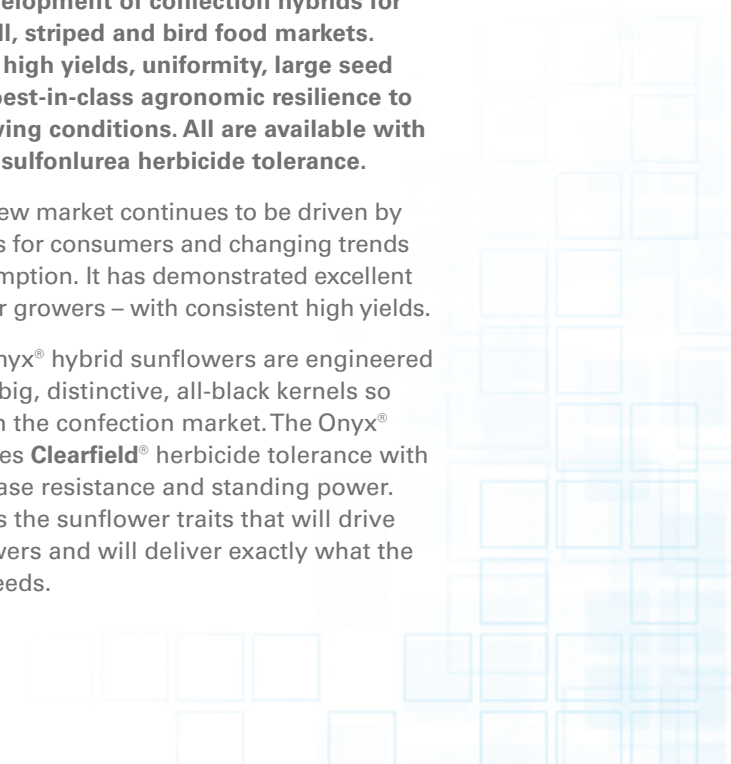 elopment of confection hybrids for
ll, striped and bird food markets.
high yields, uniformity, large seed
best-in-class agronomic resilience to
ving conditions. All are available with
sulfonlurea herbicide tolerance.
ew market continues to be driven by
s for consumers and changing trends
mption. It has demonstrated excellent
r growers – with consistent high yields.
nyx® hybrid sunflowers are engineered
big, distinctive, all-black kernels so
n the confection market. The Onyx®
es Clearfield® herbicide tolerance with
ase resistance and standing power.
s the sunflower traits that will drive
wers and will deliver exactly what the
eeds.